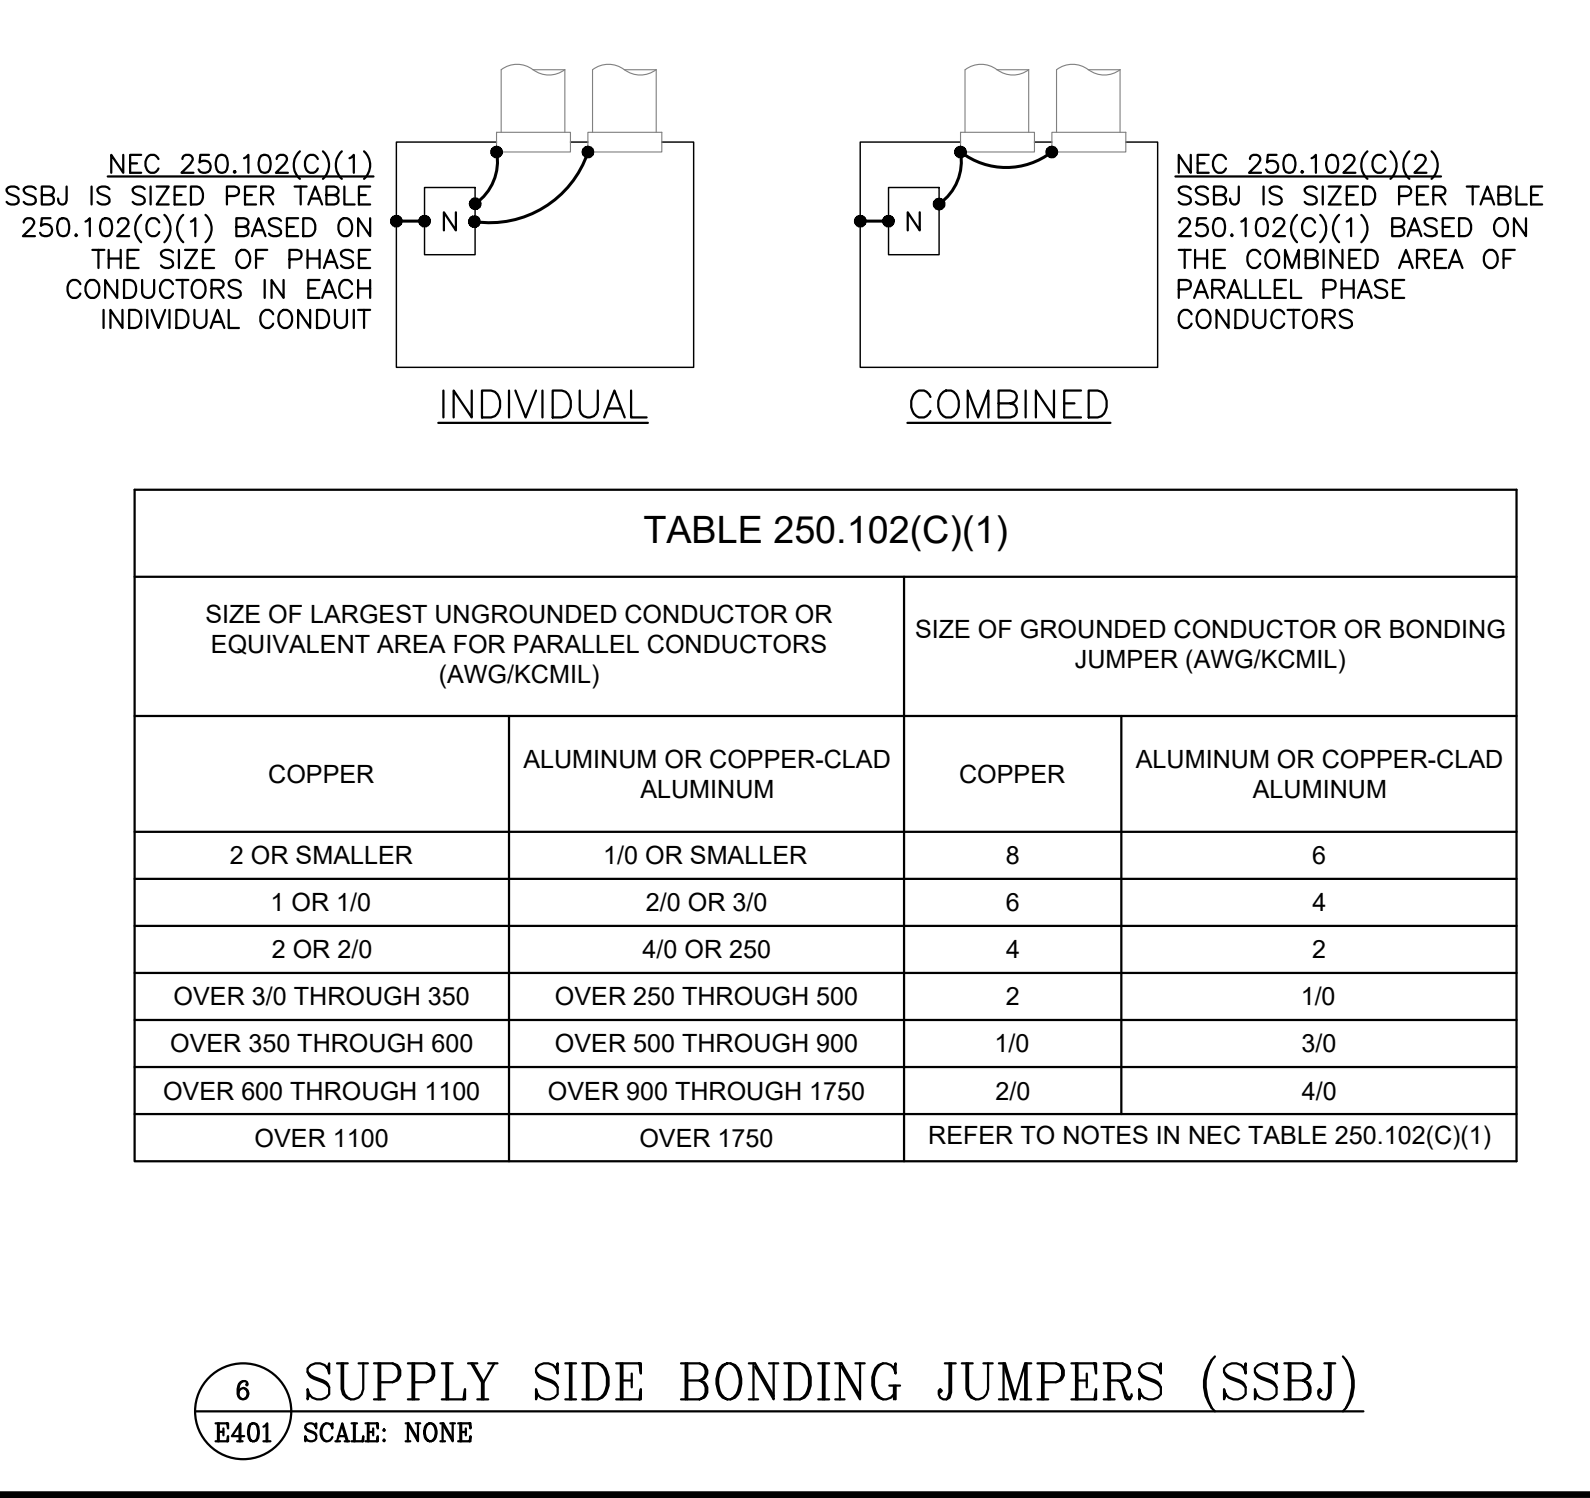 NEC 250.102(C)(1)
SSBJ IS SIZED PER TABLE
250.102(C)(1) BASED ON
THE SIZE OF PHASE
CONDUCTORS IN EACH
INDIVIDUAL CONDUIT
N
INDIVIDUAL
N
COMBINED
NEC 250.102(C)(2)
SSBJ IS SIZED PER TABLE
250.102(C)(1) BASED ON
THE COMBINED AREA OF
PARALLEL PHASE
CONDUCTORS
TABLE 250.102(C)(1)
SIZE OF LARGEST UNGROUNDED CONDUCTOR OR
EQUIVALENT AREA FOR PARALLEL CONDUCTORS
(AWG/KCMIL)
SIZE OF GROUNDED CONDUCTOR OR BONDING
JUMPER (AWG/KCMIL)
COPPER
ALUMINUM OR COPPER-CLAD
ALUMINUM
COPPER
ALUMINUM OR COPPER-CLAD
ALUMINUM
2 OR SMALLER
1/0 OR SMALLER
8
6
1 OR 1/0
2/0 OR 3/0
6
4
2 OR 2/0
4/0 OR 250
4
2
OVER 3/0 THROUGH 350
OVER 250 THROUGH 500
2
1/0
OVER 350 THROUGH 600
OVER 500 THROUGH 900
1/0
3/0
OVER 600 THROUGH 1100
OVER 900 THROUGH 1750
2/0
4/0
OVER 1100
OVER 1750
REFER TO NOTES IN NEC TABLE 250.102(C)(1)
6
E401
SUPPLY SIDE BONDING JUMPERS (SSBJ)
SCALE: NONE